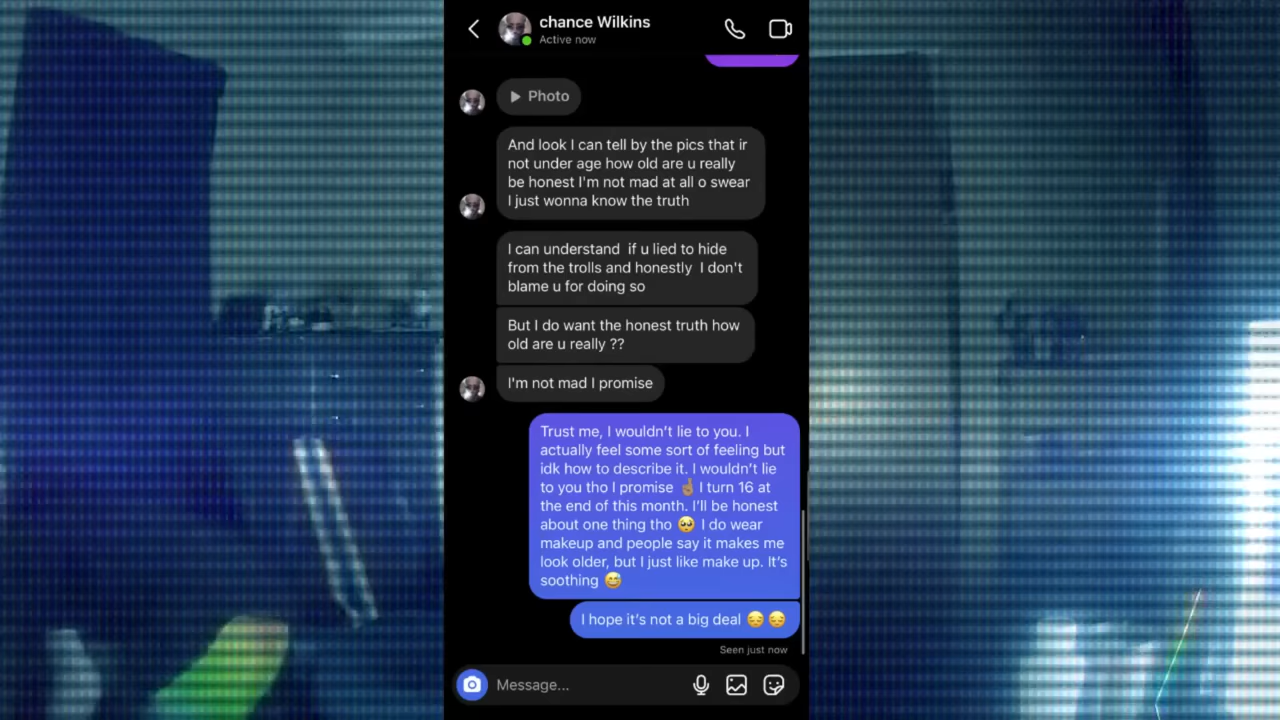 chance Wilkins
Active now
Photo
And look I can tell by the pics that ir
not under age how old are u really
be honest I'm not mad at all o swear
I just wonna know the truth
I can understand if u lied to hide
from the trolls and honestly I don't
blame u for doing so
But I do want the honest truth how
old are u really ??
I'm not mad I promise
Trust me, I wouldn't lie to you. I
actually feel some sort of feeling but
idk how to describe it. I wouldn't lie
to you tho I promise 🤞🏽 I turn 16 at
the end of this month. I'll be honest
about one thing tho 🥺 I do wear
makeup and people say it makes me
look older, but I just like make up. It's
soothing 😅
I hope it's not a big deal 😔 😔
Seen just now
Message...